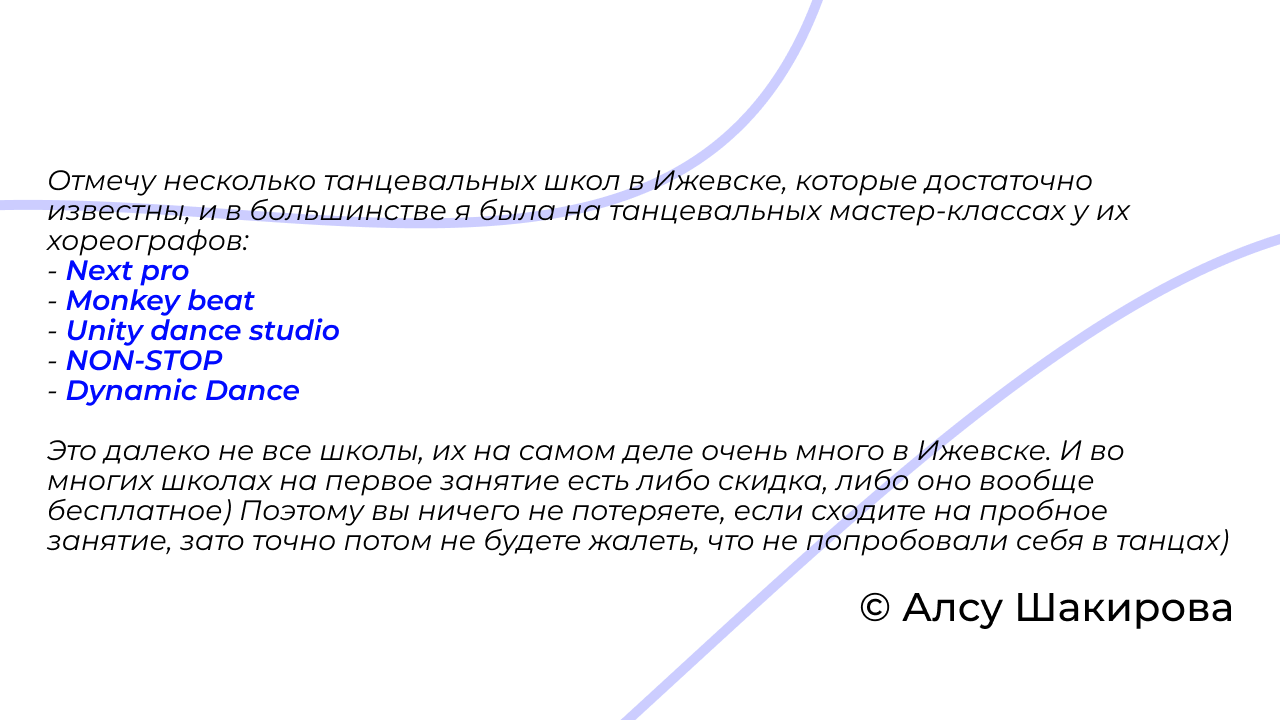 Отмечу несколько танцевальных школ в Ижевске, которые достаточно
известны, и в большинстве я была на танцевальных мастер-классах у их
хореографов:
- Next pro
- Monkey beat
- Unity dance studio
- NON-STOP
- Dynamic Dance
Это далеко не все школы, их на самом деле очень много в Ижевске. И во
многих школах на первое занятие есть либо скидка, либо оно вообще
бесплатное) Поэтому вы ничего не потеряете, если сходите на пробное
занятие, зато точно потом не будете жалеть, что не попробовали себя в танцах)
© Алсу Шакирова